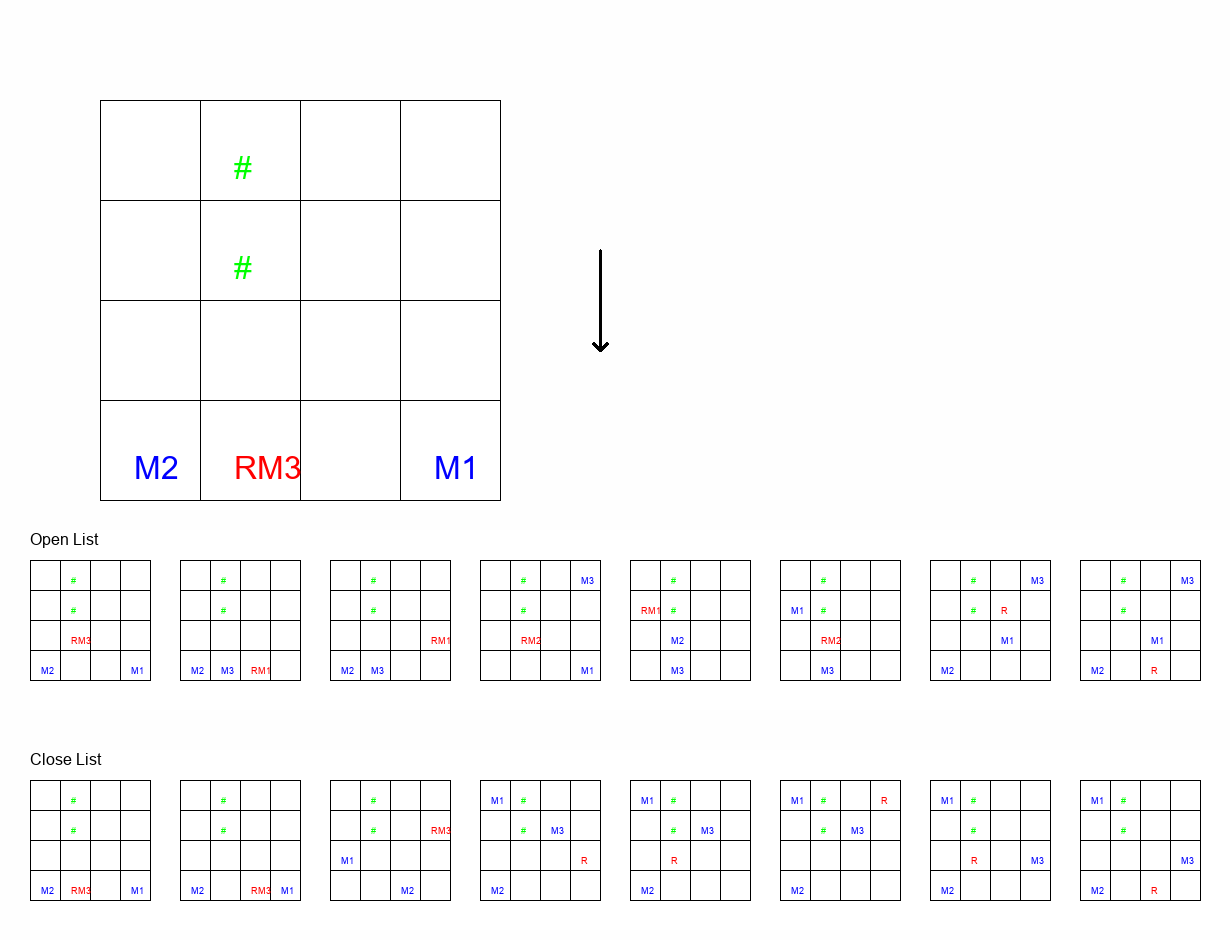 #
#
M2 RM3 M1
Open List
# # # # M3 # # # M3 # M3
# # # # RM1 # M1 # # R #
RM3 RM1 RM2 M2 RM2 M1 M1
M2 M1 M2 M3 RM1 M2 M3 M1 M3 M3 M2 M2 R
Close List
# # # M1 # M1 # M1 # R M1 # M1 #
# # # RM3 # M3 # M3 # M3 # #
M1 R R R M3 M3
M2 RM3 M1 M2 RM3 M1 M2 M2 M2 M2 M2 M2 R